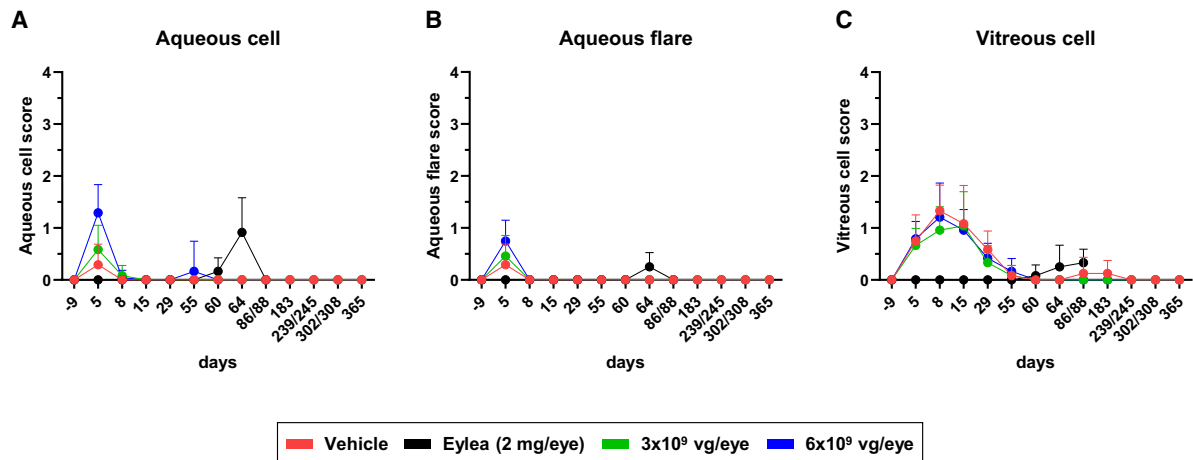 A
Aqueous cell
Aqueous cell score
4
3
2
1
0
-9 5 8 15 29 55 60 64 86/88 183 239/245 302/308 365
days
B
Aqueous flare
Aqueous flare score
4
3
2
1
0
-9 5 8 15 29 55 60 64 86/88 183 239/245 302/308 365
days
C
Vitreous cell
Vitreous cell score
4
3
2
1
0
-9 5 8 15 29 55 60 64 86/88 183 239/245 302/308 365
days
Vehicle Eylea (2 mg/eye) 3x10⁹ vg/eye 6x10⁹ vg/eye